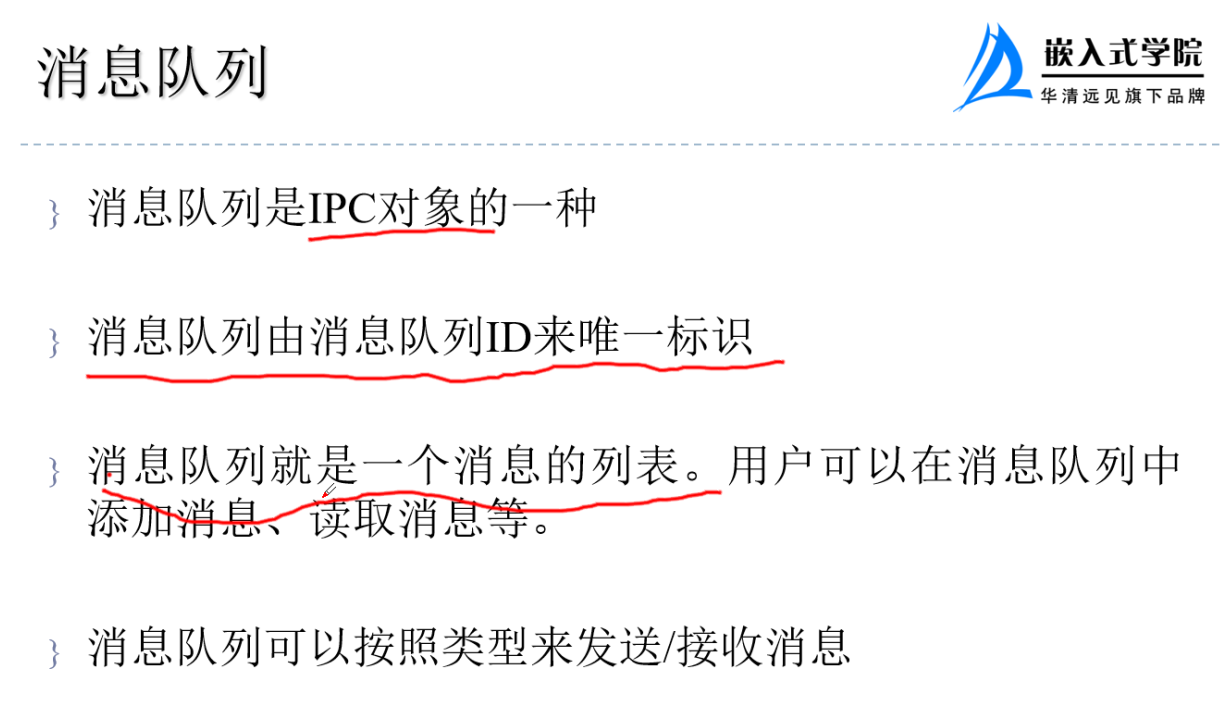 消息队列
嵌入式学院
华清远见旗下品牌
消息队列是IPC对象的一种
消息队列由消息队列ID来唯一标识
消息队列就是一个消息的列表。用户可以在消息队列中
添加消息、读取消息等。
消息队列可以按照类型来发送/接收消息